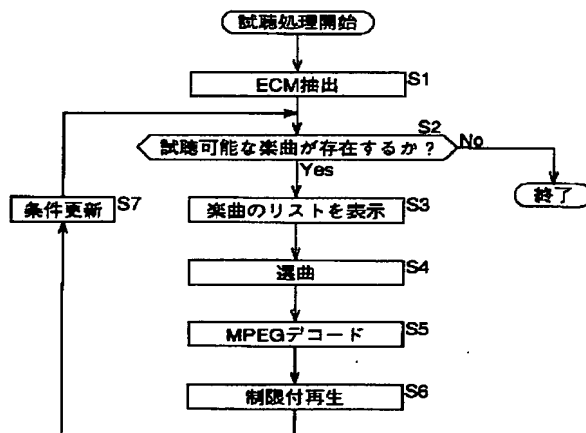 試聴処理開始
S1
ECM抽出
S2
試聴可能な楽曲が存在するか?
No
Yes
終了
条件更新
S7
楽曲のリストを表示
S3
選曲
S4
MPEGデコード
S5
制限付再生
S6